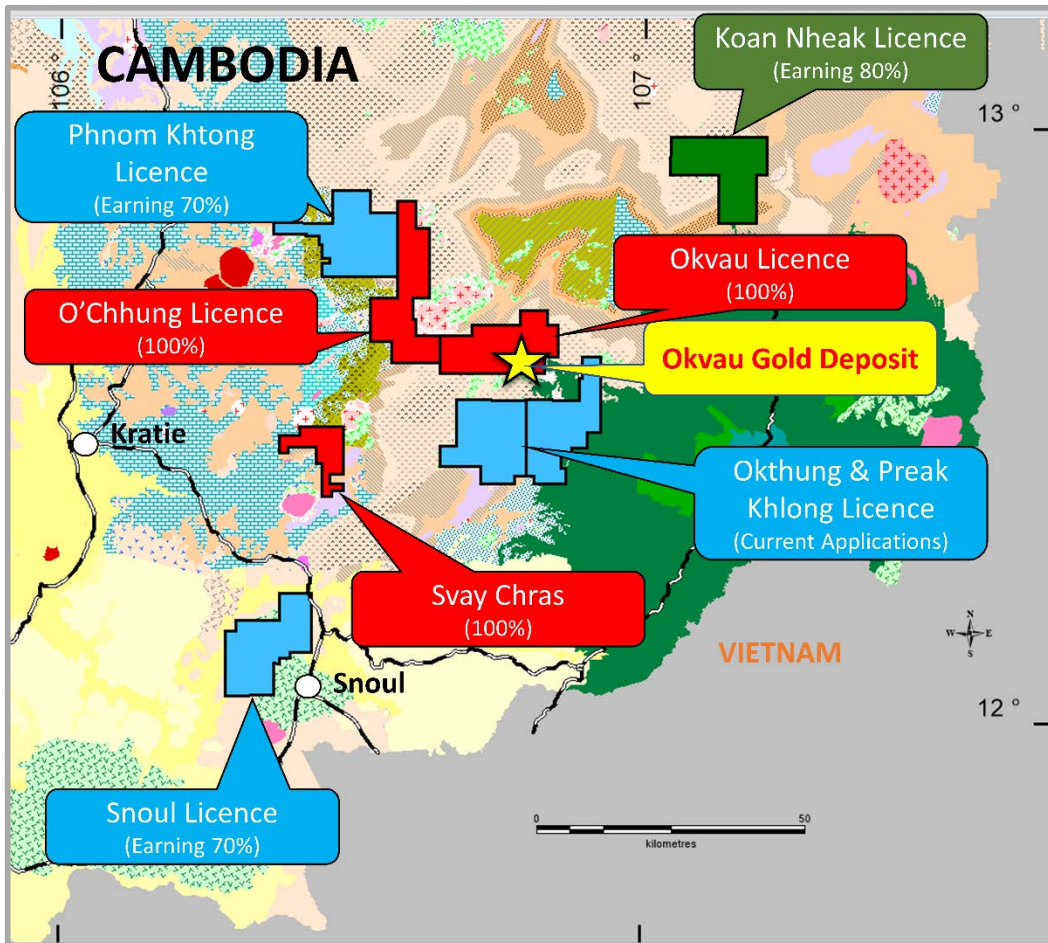 106 °
CAMBODIA
107 °
13 °
Koan Nheak Licence
(Earning 80%)
Phnom Khtong
Licence
(Earning 70%)
Okvau Licence
(100%)
O’Chhung Licence
(100%)
Okvau Gold Deposit
Kratie
Okthung & Preak
Khlong Licence
(Current Applications)
Svay Chras
(100%)
N
W E
S
VIETNAM
Snoul
12 °
Snoul Licence
(Earning 70%)
0 50
kilometres